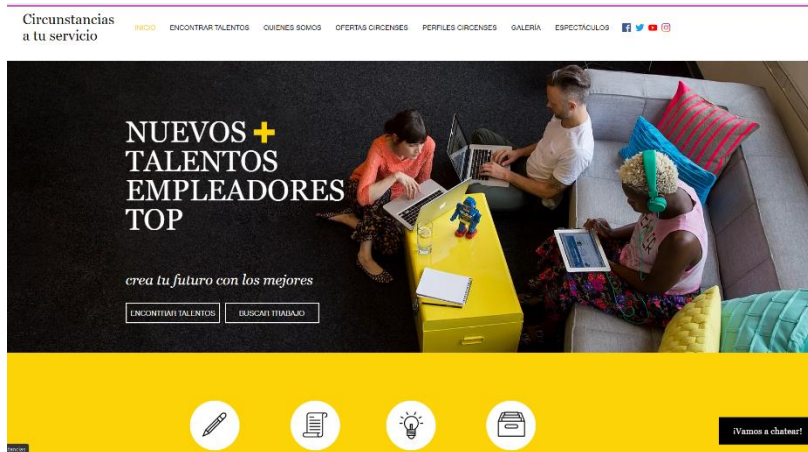 Circunstancias
a tu servicio
INICIO ENCONTRAR TALENTOS QUIENES SOMOS OFERTAS CIRCENSES PERFILES CIRCENSES GALERÍA ESPECTÁCULOS
NUEVOS +
TALENTOS
EMPLEADORES
TOP
crea tu futuro con los mejores
ENCONTRAR TALENTOS BUSCAR TRABAJO
¡Vamos a chatear!